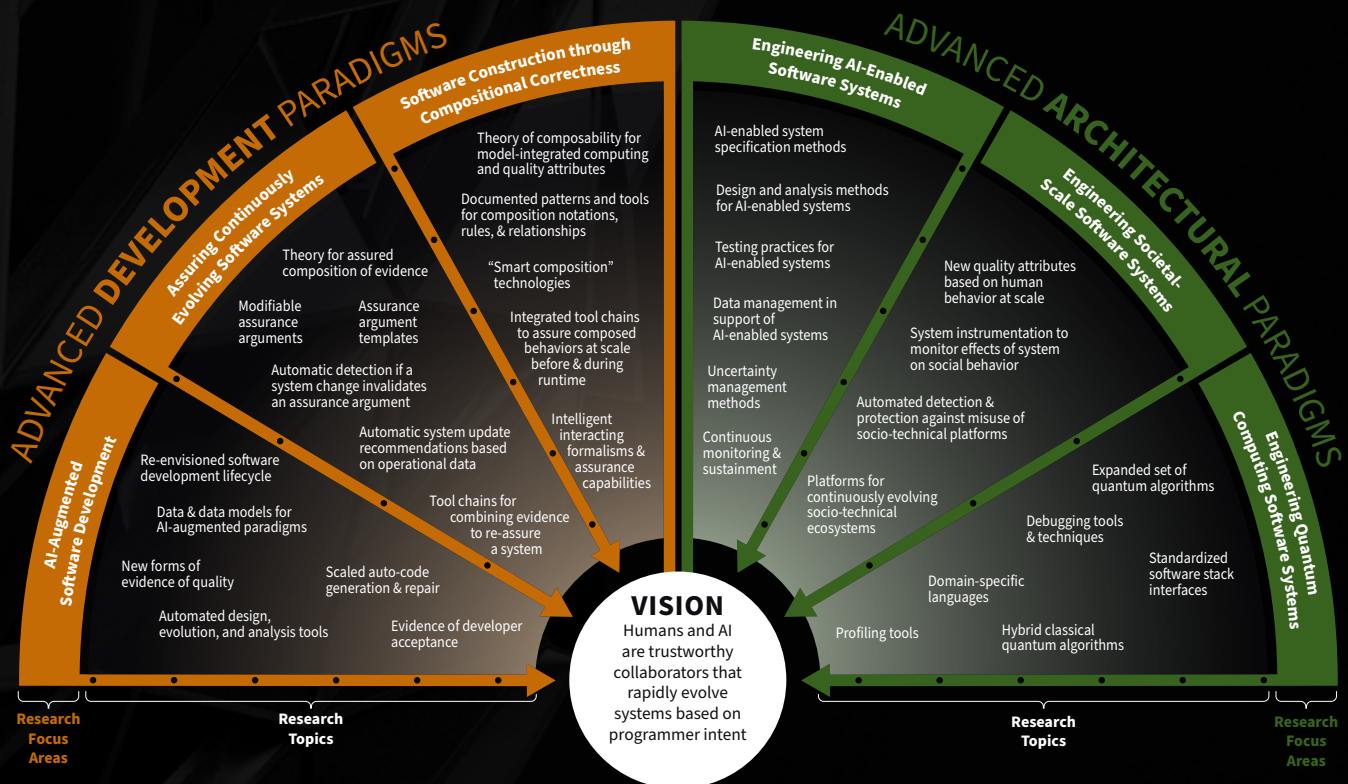 ADVANCED DEVELOPMENT PARADIGMS
ADVANCED ARCHITECTURAL PARADIGMS
AI-Augmented
Software Development
Re-envisioned software
development lifecycle
Data & data models for
AI-augmented paradigms
New forms of
evidence of quality
Scaled auto-code
generation & repair
Automated design,
evolution, and analysis tools
Evidence of developer
acceptance
Assuring Continuously
Evolving Software Systems
Theory for assured
composition of evidence
Modifiable
assurance
arguments
Assurance
argument
templates
Automatic detection if a
system change invalidates
an assurance argument
Automatic system update
recommendations based
on operational data
Tool chains for
combining evidence
to re-assure
a system
Software Construction through
Compositional Correctness
Theory of composability for
model-integrated computing
and quality attributes
Documented patterns and tools
for composition notations,
rules, & relationships
“Smart composition”
technologies
Integrated tool chains
to assure composed
behaviors at scale
before & during
runtime
Intelligent
interacting
formalisms &
assurance
capabilities
Engineering AI-Enabled
Software Systems
AI-enabled system
specification methods
Design and analysis methods
for AI-enabled systems
Testing practices for
AI-enabled systems
Data management in
support of
AI-enabled systems
Uncertainty
management
methods
Continuous
monitoring &
sustainment
Engineering Societal-
Scale Software Systems
New quality attributes
based on human
behavior at scale
System instrumentation to
monitor effects of system
on social behavior
Automated detection &
protection against misuse of
socio-technical platforms
Platforms for
continuously evolving
socio-technical
ecosystems
Engineering Quantum
Computing Software Systems
Expanded set of
quantum algorithms
Debugging tools
& techniques
Standardized
software stack
interfaces
Domain-specific
languages
Profiling tools
Hybrid classical
quantum algorithms
VISION
Humans and AI
are trustworthy
collaborators that
rapidly evolve
systems based on
programmer intent
Research
Focus
Areas
Research
Topics
Research
Topics
Research
Focus
Areas